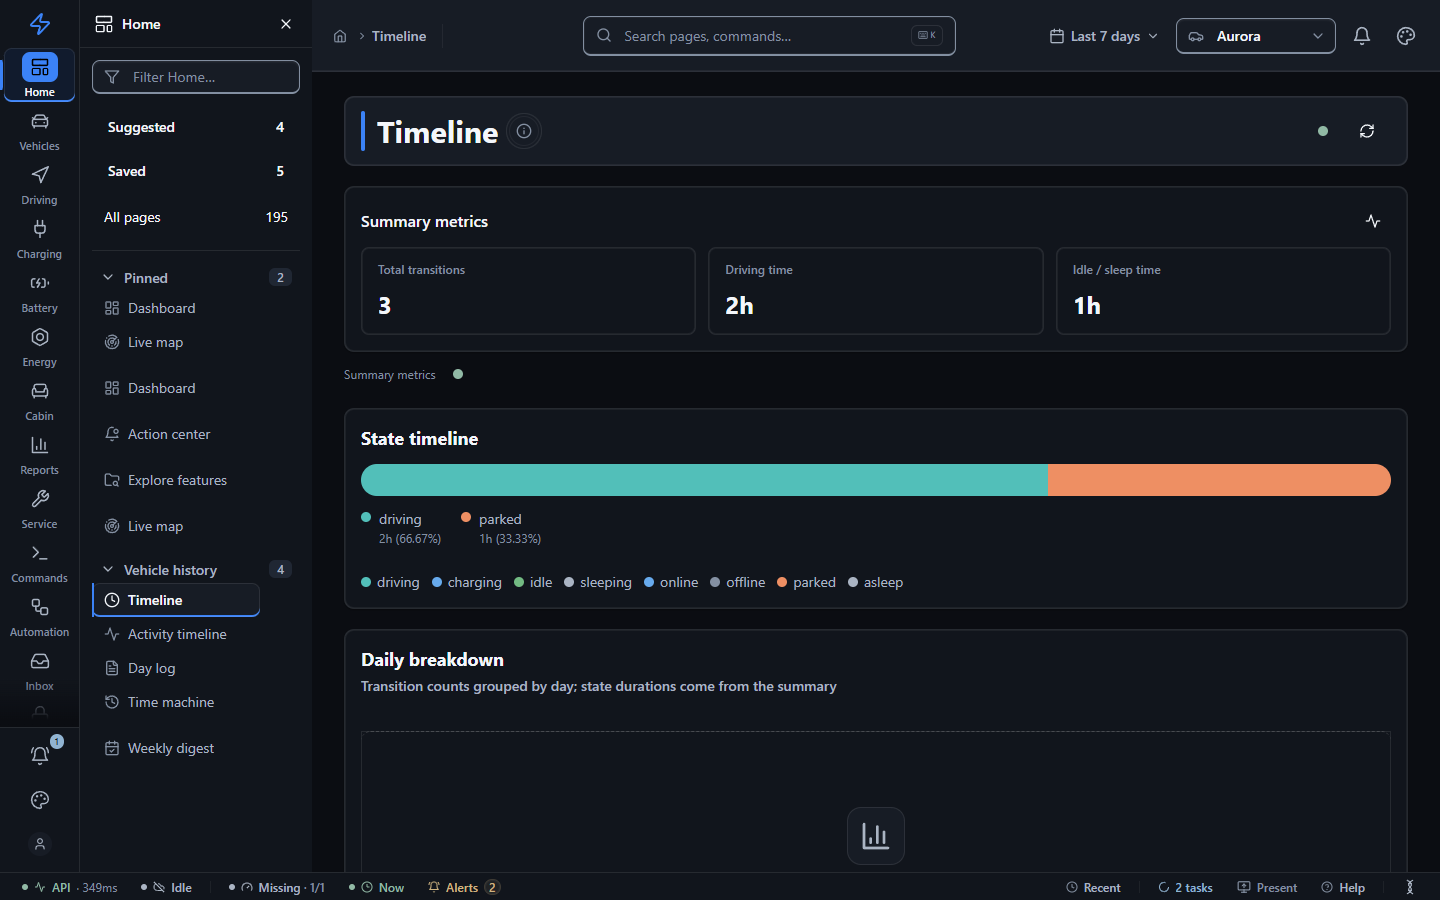 Home
Timeline
Search pages, commands...
K
Last 7 days
Aurora
Home
Vehicles
Driving
Charging
Battery
Energy
Cabin
Reports
Service
Commands
Automation
Inbox
1
Filter Home...
Suggested 4
Saved 5
All pages 195
Pinned 2
Dashboard
Live map
Dashboard
Action center
Explore features
Live map
Vehicle history 4
Timeline
Activity timeline
Day log
Time machine
Weekly digest
Timeline
Summary metrics
Total transitions
3
Driving time
2h
Idle / sleep time
1h
Summary metrics
State timeline
driving
2h (66.67%)
parked
1h (33.33%)
driving charging idle sleeping online offline parked asleep
Daily breakdown
Transition counts grouped by day; state durations come from the summary
API · 349ms Idle Missing · 1/1 Now Alerts 2 Recent 2 tasks Present Help